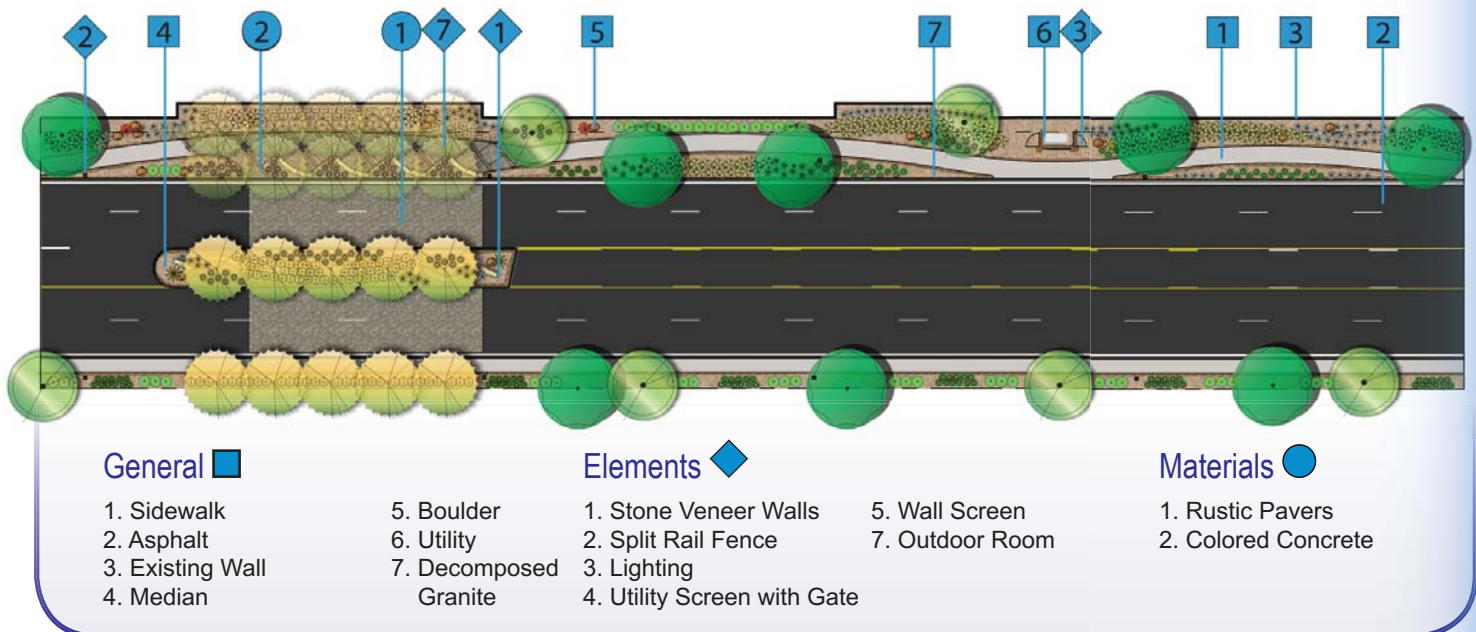 2 4 2 1 7 1 5 7 6 3 1 3 2
General
1. Sidewalk
2. Asphalt
3. Existing Wall
4. Median
5. Boulder
6. Utility
7. Decomposed
Granite
Elements
1. Stone Veneer Walls
2. Split Rail Fence
3. Lighting
4. Utility Screen with Gate
5. Wall Screen
7. Outdoor Room
Materials
1. Rustic Pavers
2. Colored Concrete